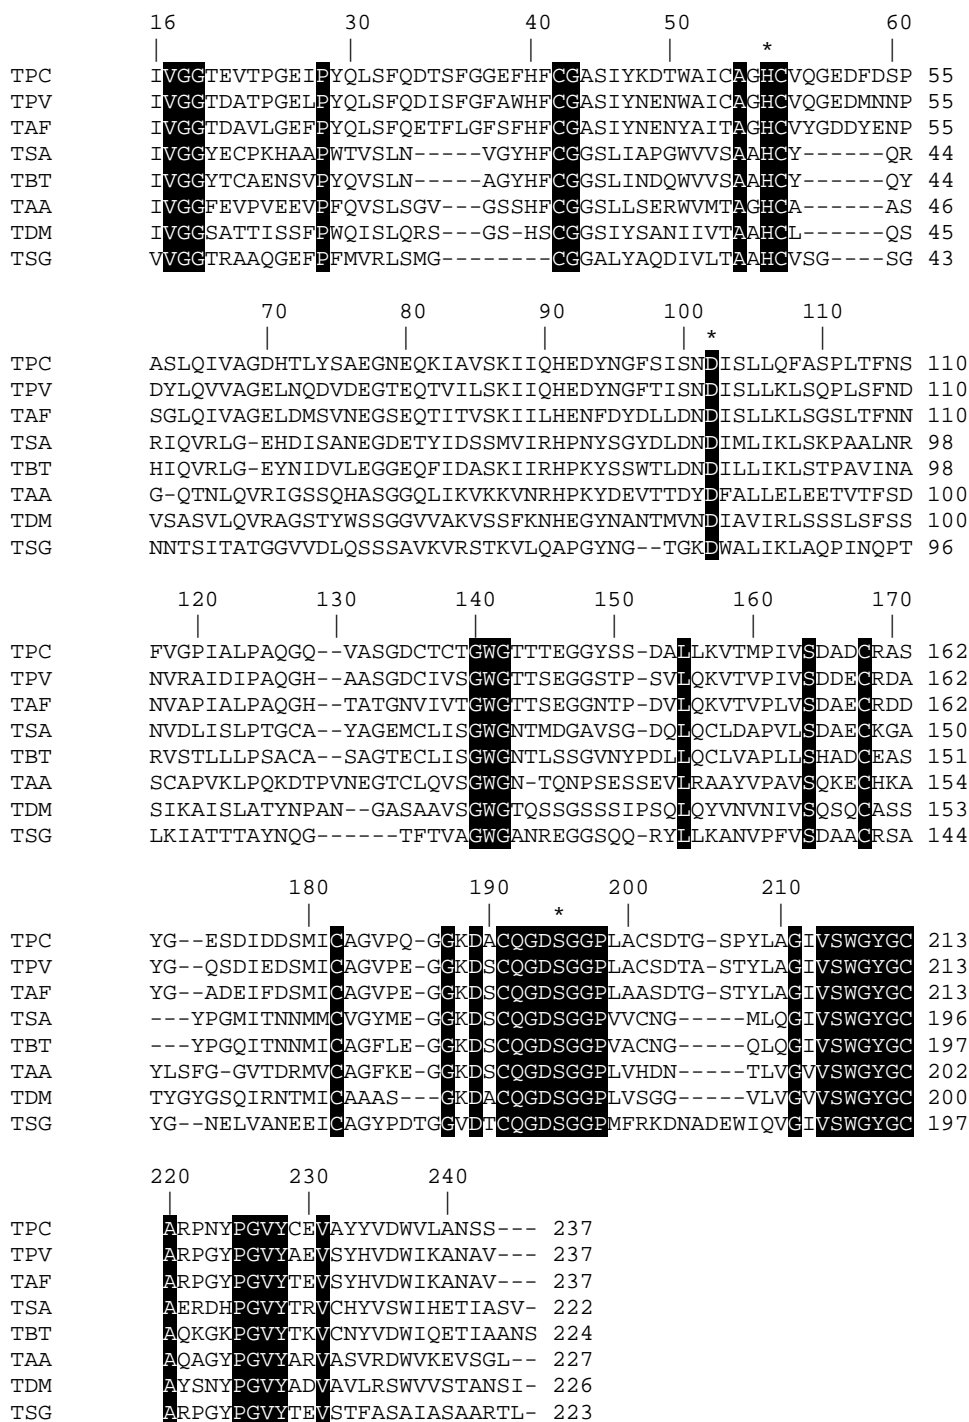 16 30 40 50 60
| | | | * |
TPC IVGGTEVTPGEIPYQLSFQDTSFGGEFHFCGASIYKDTWAICAGHCVQGEDFDSP 55
TPV IVGGTDATPGELPYQLSFQDISFGFAWHFCGASIYNENWAICAGHCVQGEDMNNP 55
TAF IVGGTDAVLGEFPYQLSFQETFLGFSFHFCGASIYNENYAITAGHCVYGDDYENP 55
TSA IVGGYECPKHAAPWTVSLN-----VGYHFCGGSLIAPGWVVSAAHCY------QR 44
TBT IVGGYTCAENSVPYQVSLN-----AGYHFCGGSLINDQWVVSAAHCY------QY 44
TAA IVGGFEVPVEEVPFQVSLSGV---GSSHFCGGSLLSERWVMTAGHCA------AS 46
TDM IVGGSATTISSFPWQISLQRS---GS-HSCGGSIYSANIIVTAAHCL------QS 45
TSG VVGGTRAAQGEFPFMVRLSMG--------CGGALYAQDIVLTAAHCVSG----SG 43
70 80 90 100 110
| | | | * |
TPC ASLQIVAGDHTLYSAEGNEQKIAVSKIIQHEDYNGFSISNDISLLQFASPLTFNS 110
TPV DYLQVVAGELNQDVDEGTEQTVILSKIIQHEDYNGFTISNDISLLKLSQPLSFND 110
TAF SGLQIVAGELDMSVNEGSEQTITVSKIILHENFDYDLLDNDISLLKLSGSLTFNN 110
TSA RIQVRLG-EHDISANEGDETYIDSSMVIRHPNYSGYDLDNDIMLIKLSKPAALNR 98
TBT HIQVRLG-EYNIDVLEGGEQFIDASKIIRHPKYSSWTLDNDILLIKLSTPAVINA 98
TAA G-QTNLQVRIGSSQHASGGQLIKVKKVNRHPKYDEVTTDYDFALLELEETVTFSD 100
TDM VSASVLQVRAGSTYWSSGGVVAKVSSFKNHEGYNANTMVNDIAVIRLSSSLSFSS 100
TSG NNTSITATGGVVDLQSSSAVKVRSTKVLQAPGYNG--TGKDWALIKLAQPINQPT 96
120 130 140 150 160 170
| | | | | |
TPC FVGPIALPAQGQ--VASGDCTCTGWGTTTEGGYSS-DALLKVTMPIVSDADCRAS 162
TPV NVRAIDIPAQGH--AASGDCIVSGWGTTSEGGSTP-SVLQKVTVPIVSDDECRDA 162
TAF NVAPIALPAQGH--TATGNVIVTGWGTTSEGGNTP-DVLQKVTVPLVSDAECRDD 162
TSA NVDLISLPTGCA--YAGEMCLISGWGNTMDGAVSG-DQLQCLDAPVLSDAECKGA 150
TBT RVSTLLLPSACA--SAGTECLISGWGNTLSSGVNYPDLLQCLVAPLLSHADCEAS 151
TAA SCAPVKLPQKDTPVNEGTCLQVSGWGN-TQNPSESSEVLRAAYVPAVSQKECHKA 154
TDM SIKAISLATYNPAN--GASAAVSGWGTQSSGSSSIPSQLQYVNVNIVSQSQCASS 153
TSG LKIATTTAYNQG------TFTVAGWGANREGGSQQ-RYLLKANVPFVSDAACRSA 144
180 190 200 210
| | * | |
TPC YG--ESDIDDSMICAGVPQ-GGKDACQGDSGGPLACSDTG-SPYLAGIVSWGYGC 213
TPV YG--QSDIEDSMICAGVPE-GGKDSCQGDSGGPLACSDTA-STYLAGIVSWGYGC 213
TAF YG--ADEIFDSMICAGVPE-GGKDSCQGDSGGPLAASDTG-STYLAGIVSWGYGC 213
TSA ---YPGMITNNMMCVGYME-GGKDSCQGDSGGPVVCNG-----MLQGIVSWGYGC 196
TBT ---YPGQITNNMICAGFLE-GGKDSCQGDSGGPVACNG-----QLQGIVSWGYGC 197
TAA YLSFG-GVTDRMVCAGFKE-GGKDSCQGDSGGPLVHDN-----TLVGVVSWGYGC 202
TDM TYGYGSQIRNTMICAAAS---GKDACQGDSGGPLVSGG-----VLVGVVSWGYGC 200
TSG YG--NELVANEEICAGYPDTGGVDTCQGDSGGPMFRKDNADEWIQVGIVSWGYGC 197
220 230 240
| | |
TPC ARPNYPGVYCEVAYYVDWVLANSS--- 237
TPV ARPGYPGVYAEVSYHVDWIKANAV--- 237
TAF ARPGYPGVYTEVSYHVDWIKANAV--- 237
TSA AERDHPGVYTRVCHYVSWIHETIASV- 222
TBT AQKGKPGVYTKVCNYVDWIQETIAANS 224
TAA AQAGYPGVYARVASVRDWVKEVSGL-- 227
TDM AYSNYPGVYADVAVLRSWVVSTANSI- 226
TSG ARPGYPGVYTEVSTFASAIASAARTL- 223